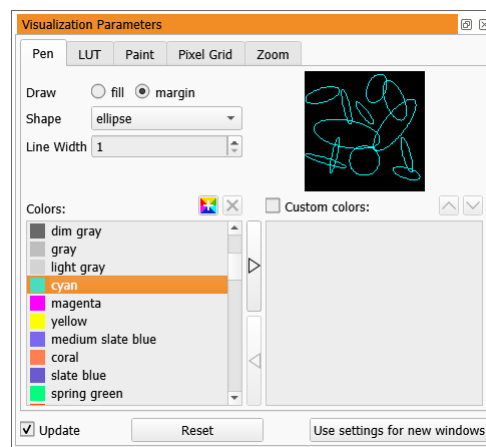 Visualization Parameters
Pen LUT Paint Pixel Grid Zoom
Draw fill margin
Shape ellipse
Line Width 1
Colors: Custom colors:
dim gray
gray
light gray
cyan
magenta
yellow
medium slate blue
coral
slate blue
spring green
Update Reset Use settings for new windows